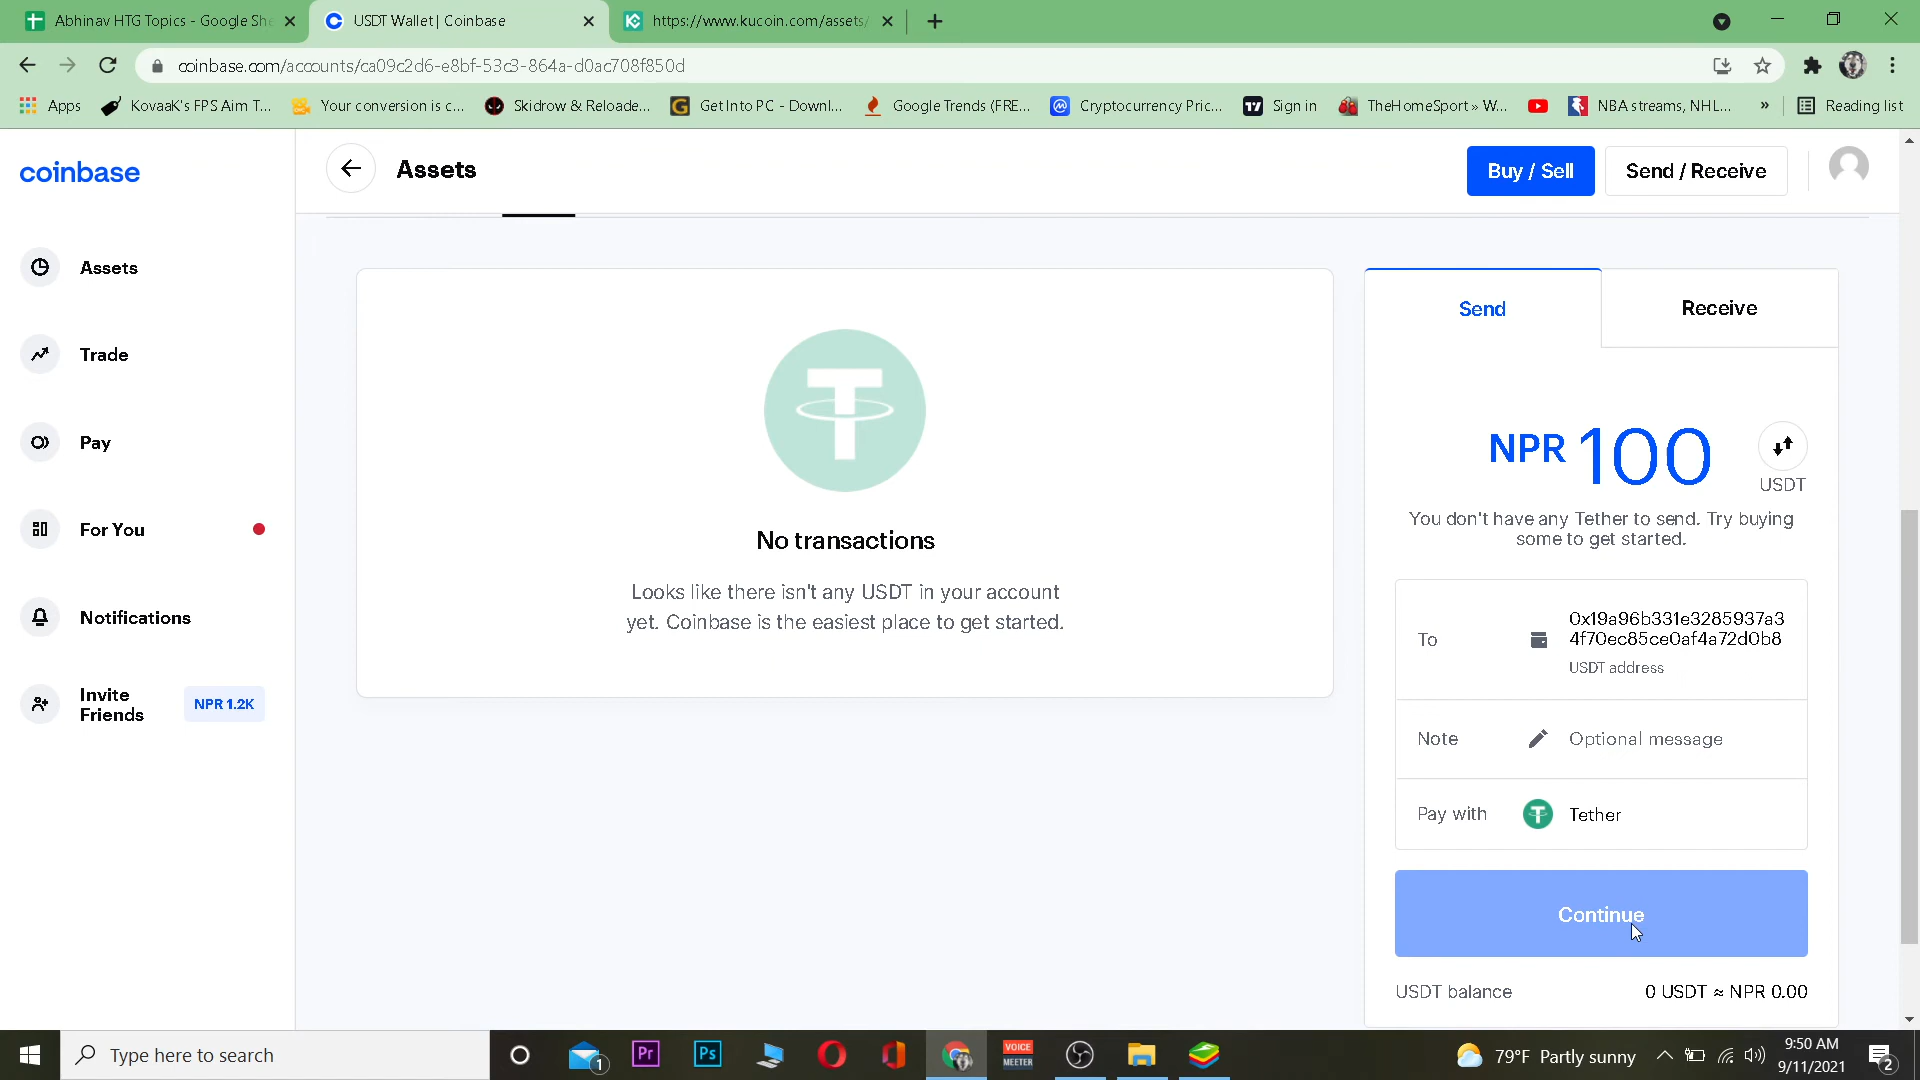 Abhinav HTG Topics - Google She
USDT Wallet | Coinbase
https://www.kucoin.com/assets/
coinbase.com/accounts/ca09c2d6-e8bf-53c3-864a-d0ac708f850d
Apps
KovaaK's FPS Aim T...
Your conversion is c...
Skidrow & Reloade...
Get Into PC - Downl...
Google Trends (FRE...
Cryptocurrency Pric...
Sign in
TheHomeSport » W...
NBA streams, NHL...
»
Reading list
coinbase
Assets
Buy / Sell
Send / Receive
Assets
Trade
Pay
For You
Notifications
Invite
Friends
NPR 1.2K
No transactions
Looks like there isn't any USDT in your account
yet. Coinbase is the easiest place to get started.
Send
Receive
NPR 100
USDT
You don't have any Tether to send. Try buying
some to get started.
To
0x19a96b331e3285937a3
4f70ec85ce0af4a72d0b8
USDT address
Note
Optional message
Pay with
Tether
Continue
USDT balance
0 USDT ≈ NPR 0.00
Type here to search
1
Pr
Ps
VOICE
MEETER
79°F Partly sunny
9:50 AM
9/11/2021
2